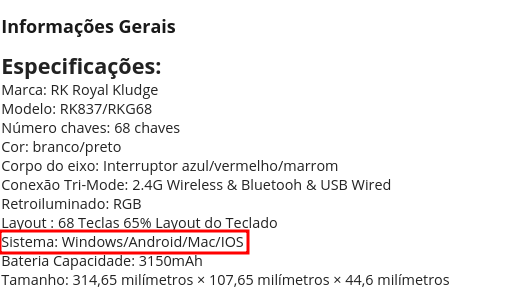 Informações Gerais
Especificações:
Marca: RK Royal Kludge
Modelo: RK837/RKG68
Número chaves: 68 chaves
Cor: branco/preto
Corpo do eixo: Interruptor azul/vermelho/marrom
Conexão Tri-Mode: 2.4G Wireless & Bluetooh & USB Wired
Retroiluminado: RGB
Layout : 68 Teclas 65% Layout do Teclado
Sistema: Windows/Android/Mac/IOS
Bateria Capacidade: 3150mAh
Tamanho: 314,65 milímetros × 107,65 milímetros × 44,6 milímetros